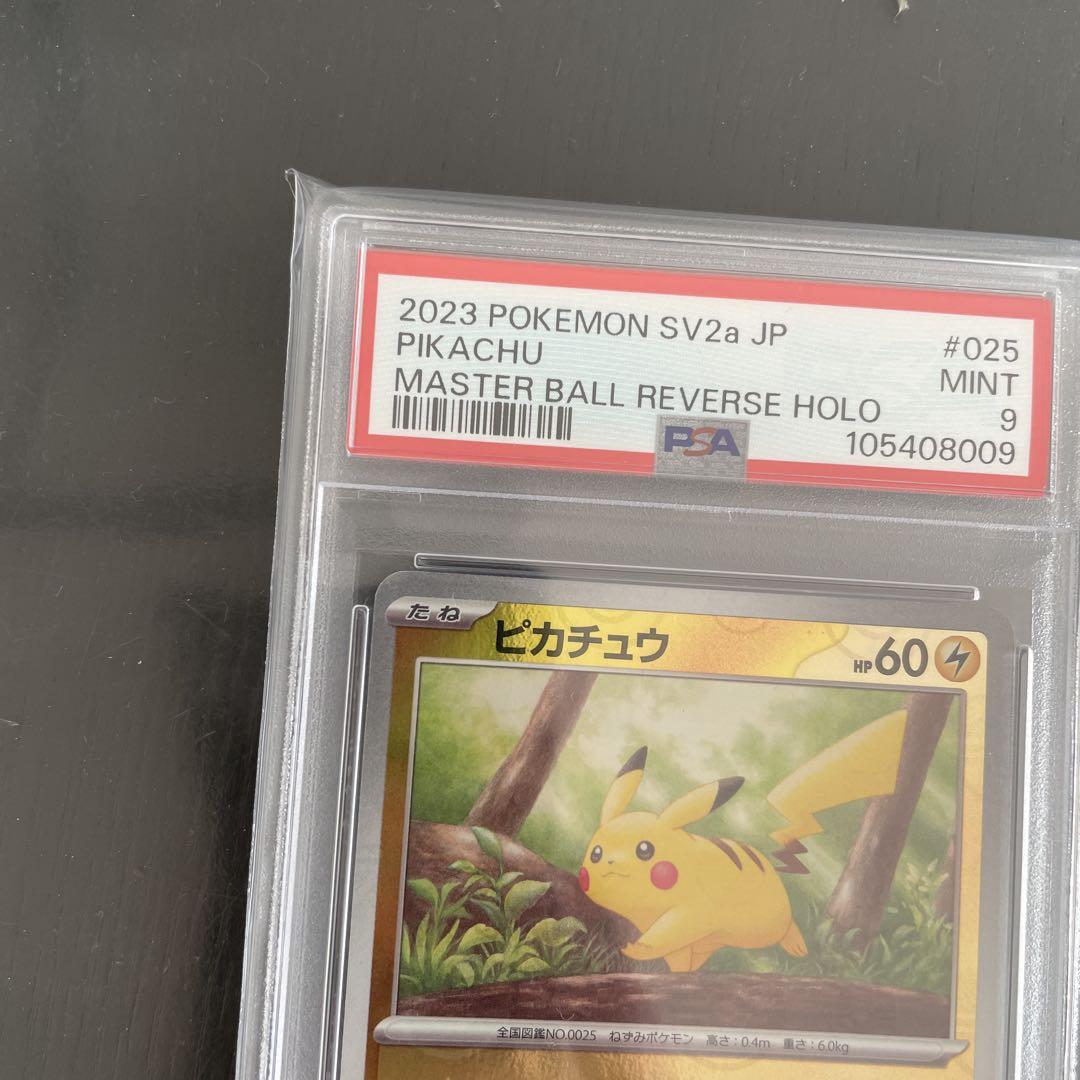 2023 POKEMON SV2a JP #025
PIKACHU MINT
MASTER BALL REVERSE HOLO 9
PSA 105408009
たね ピカチュウ HP 60
全国図鑑NO.0025 ねずみポケモン 高さ:0.4m 重さ:6.0kg